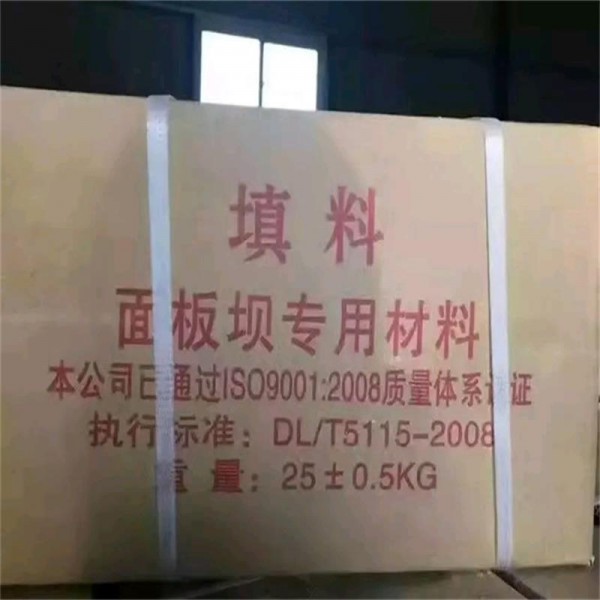 填料
面板坝专用材料
本公司已通过ISO9001:2008质量体系认证
执行标准：DL/T5115-2008
重量：25±0.5KG